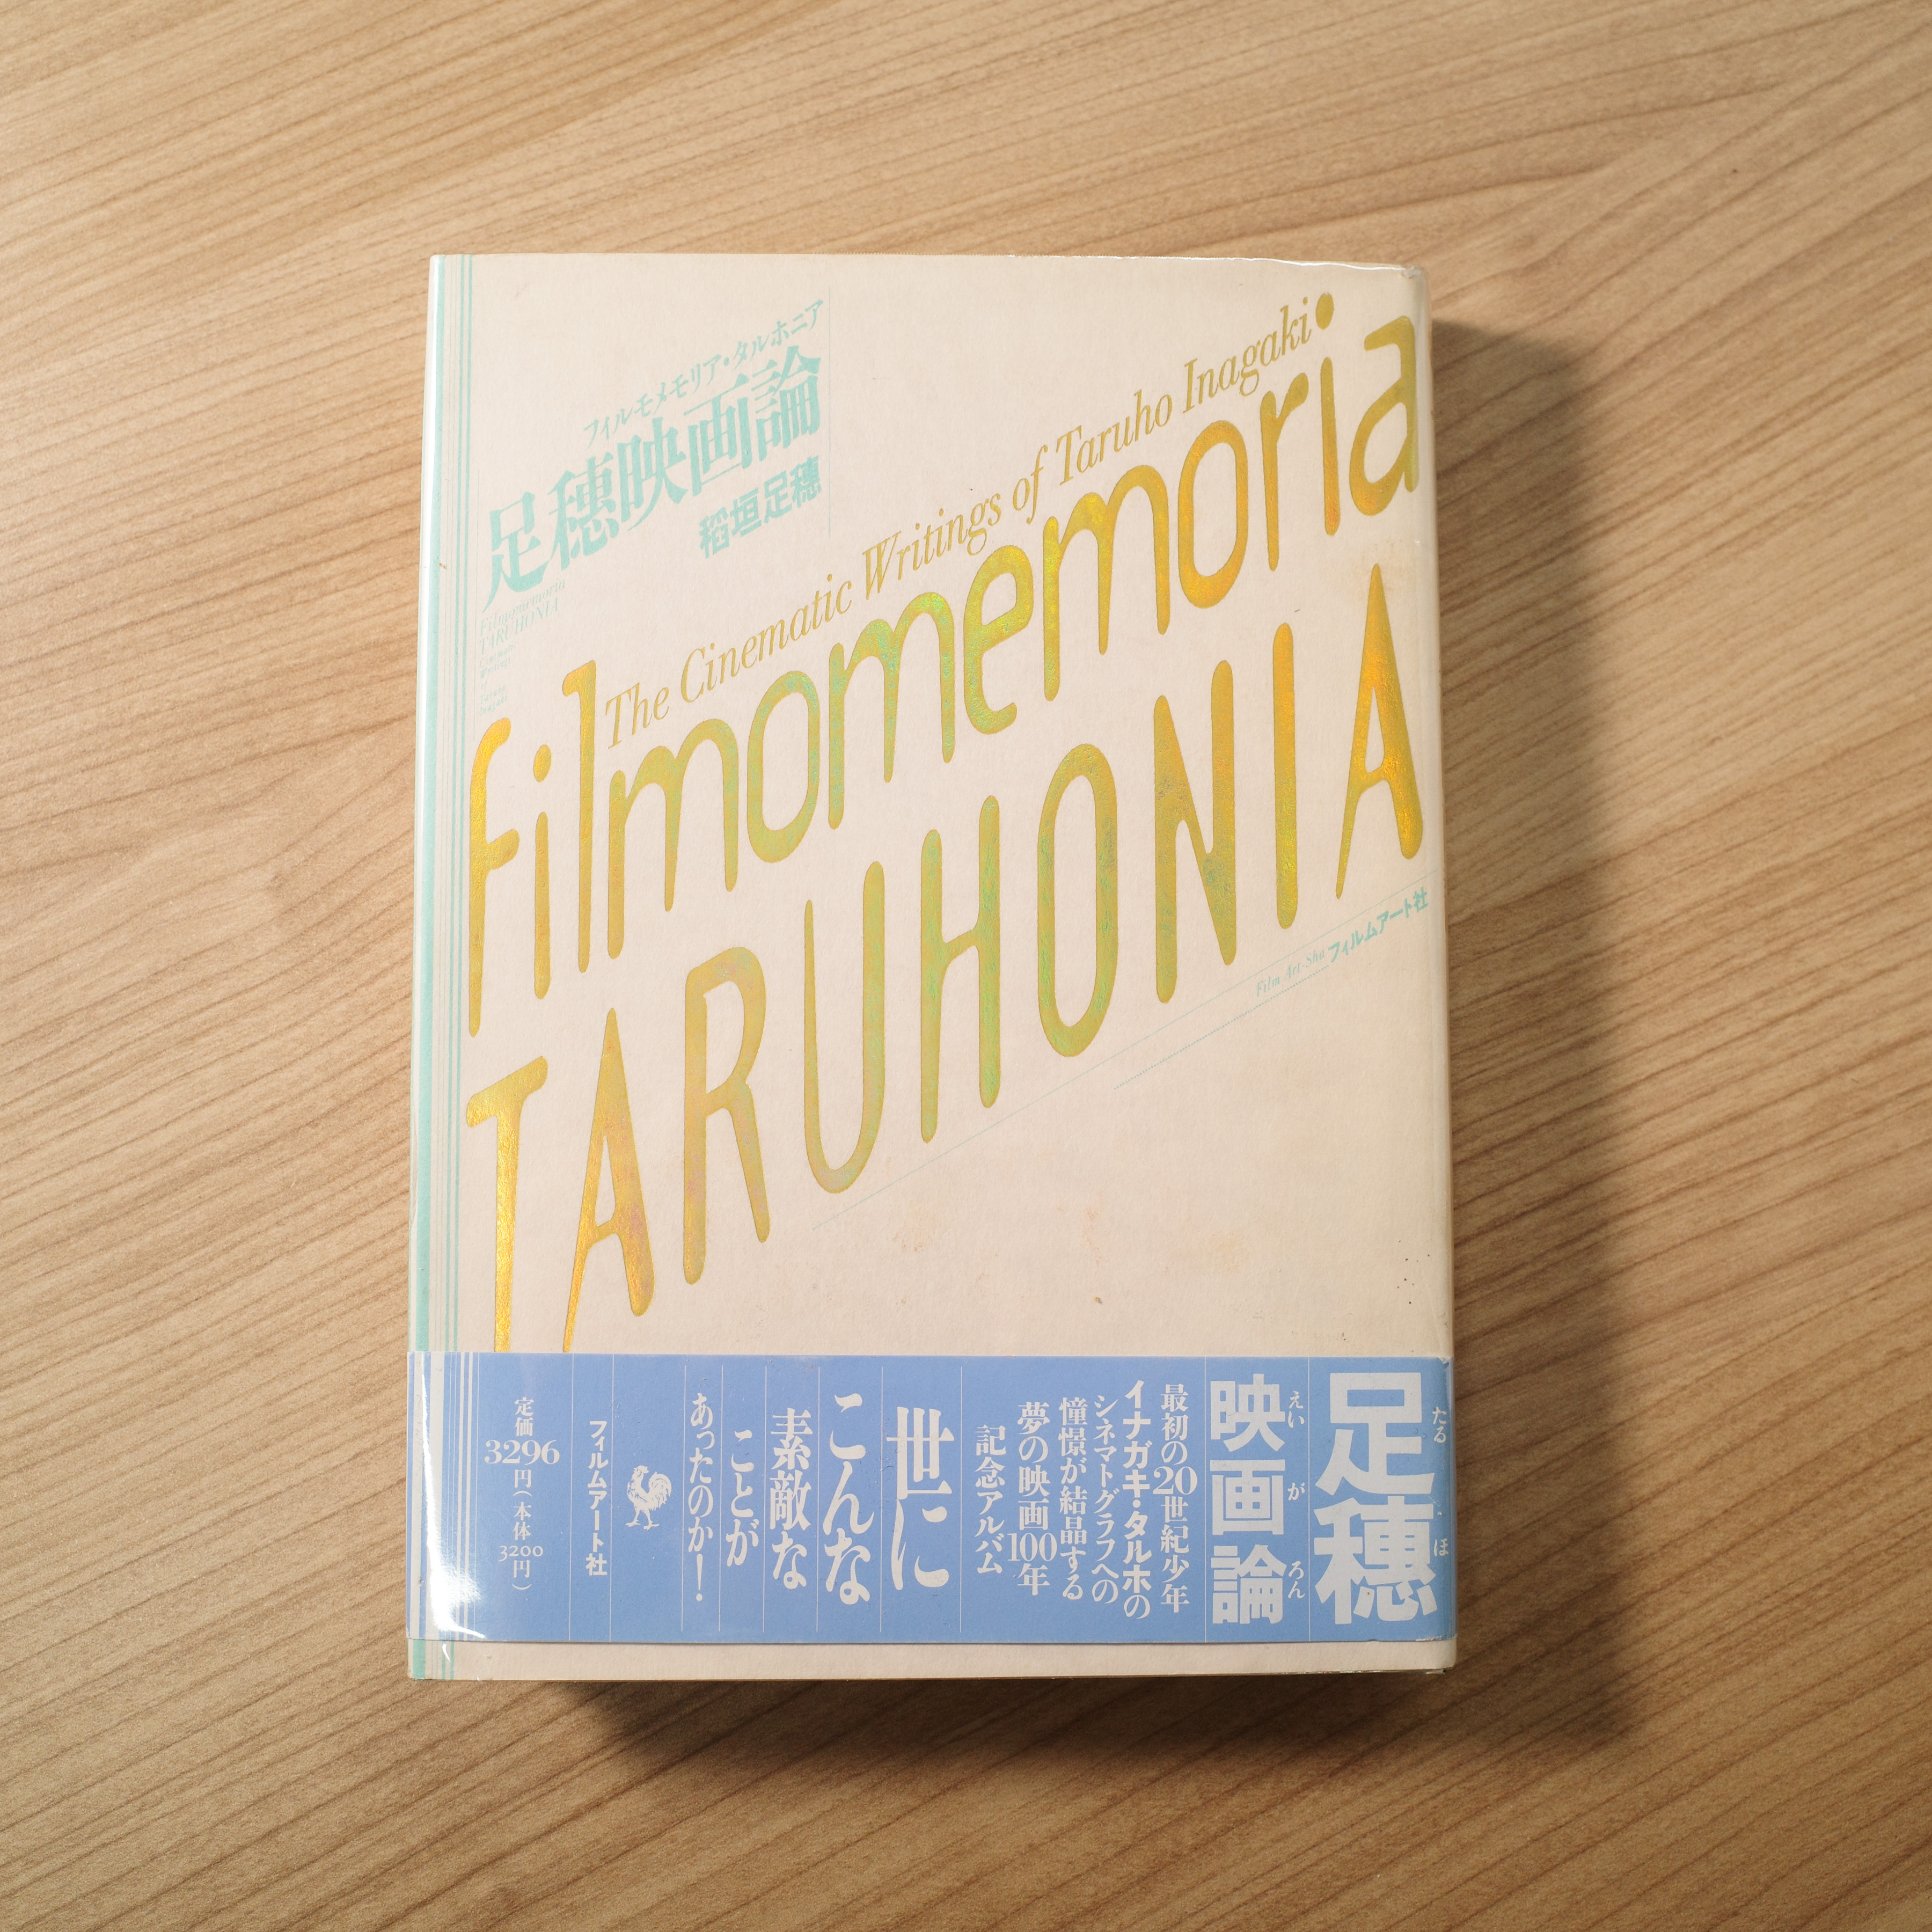 フィルモメモリア・タルホニア
足穗映画論
稻垣足穗
Filmomemoria
TARUHONIA
The Cinematic Writings of Taruho Inagaki
filmomemoria
TARUHONIA
Film Art-Sha フィルムアート社
足穂
たるほ
映画論
えいがろん
最初の20世紀少年
イナガキ・タルホの
シネマトグラフへの
憧憬が結晶する
夢の映画100年
記念アルバム
世に
こんな
素敵な
ことが
あったのか!
フィルムアート社
定価3296円(本体3200円)